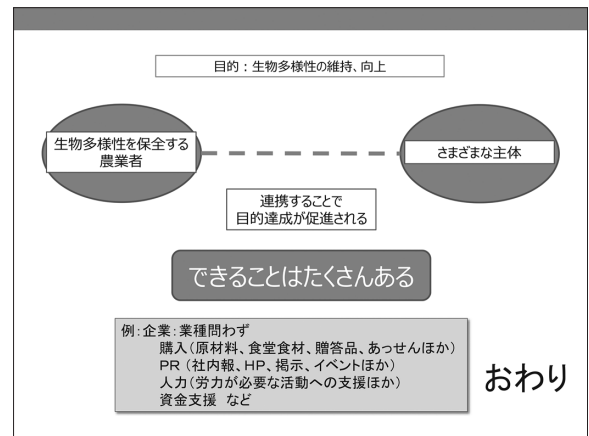 目的：生物多様性の維持、向上
生物多様性を保全する
農業者
さまざまな主体
連携することで
目的達成が促進される
できることはたくさんある
例：企業：業種問わず
購入（原材料、食堂食材、贈答品、あっせんほか）
PR（社内報、HP、掲示、イベントほか）
人力（労力が必要な活動への支援ほか）
資金支援 など
おわり